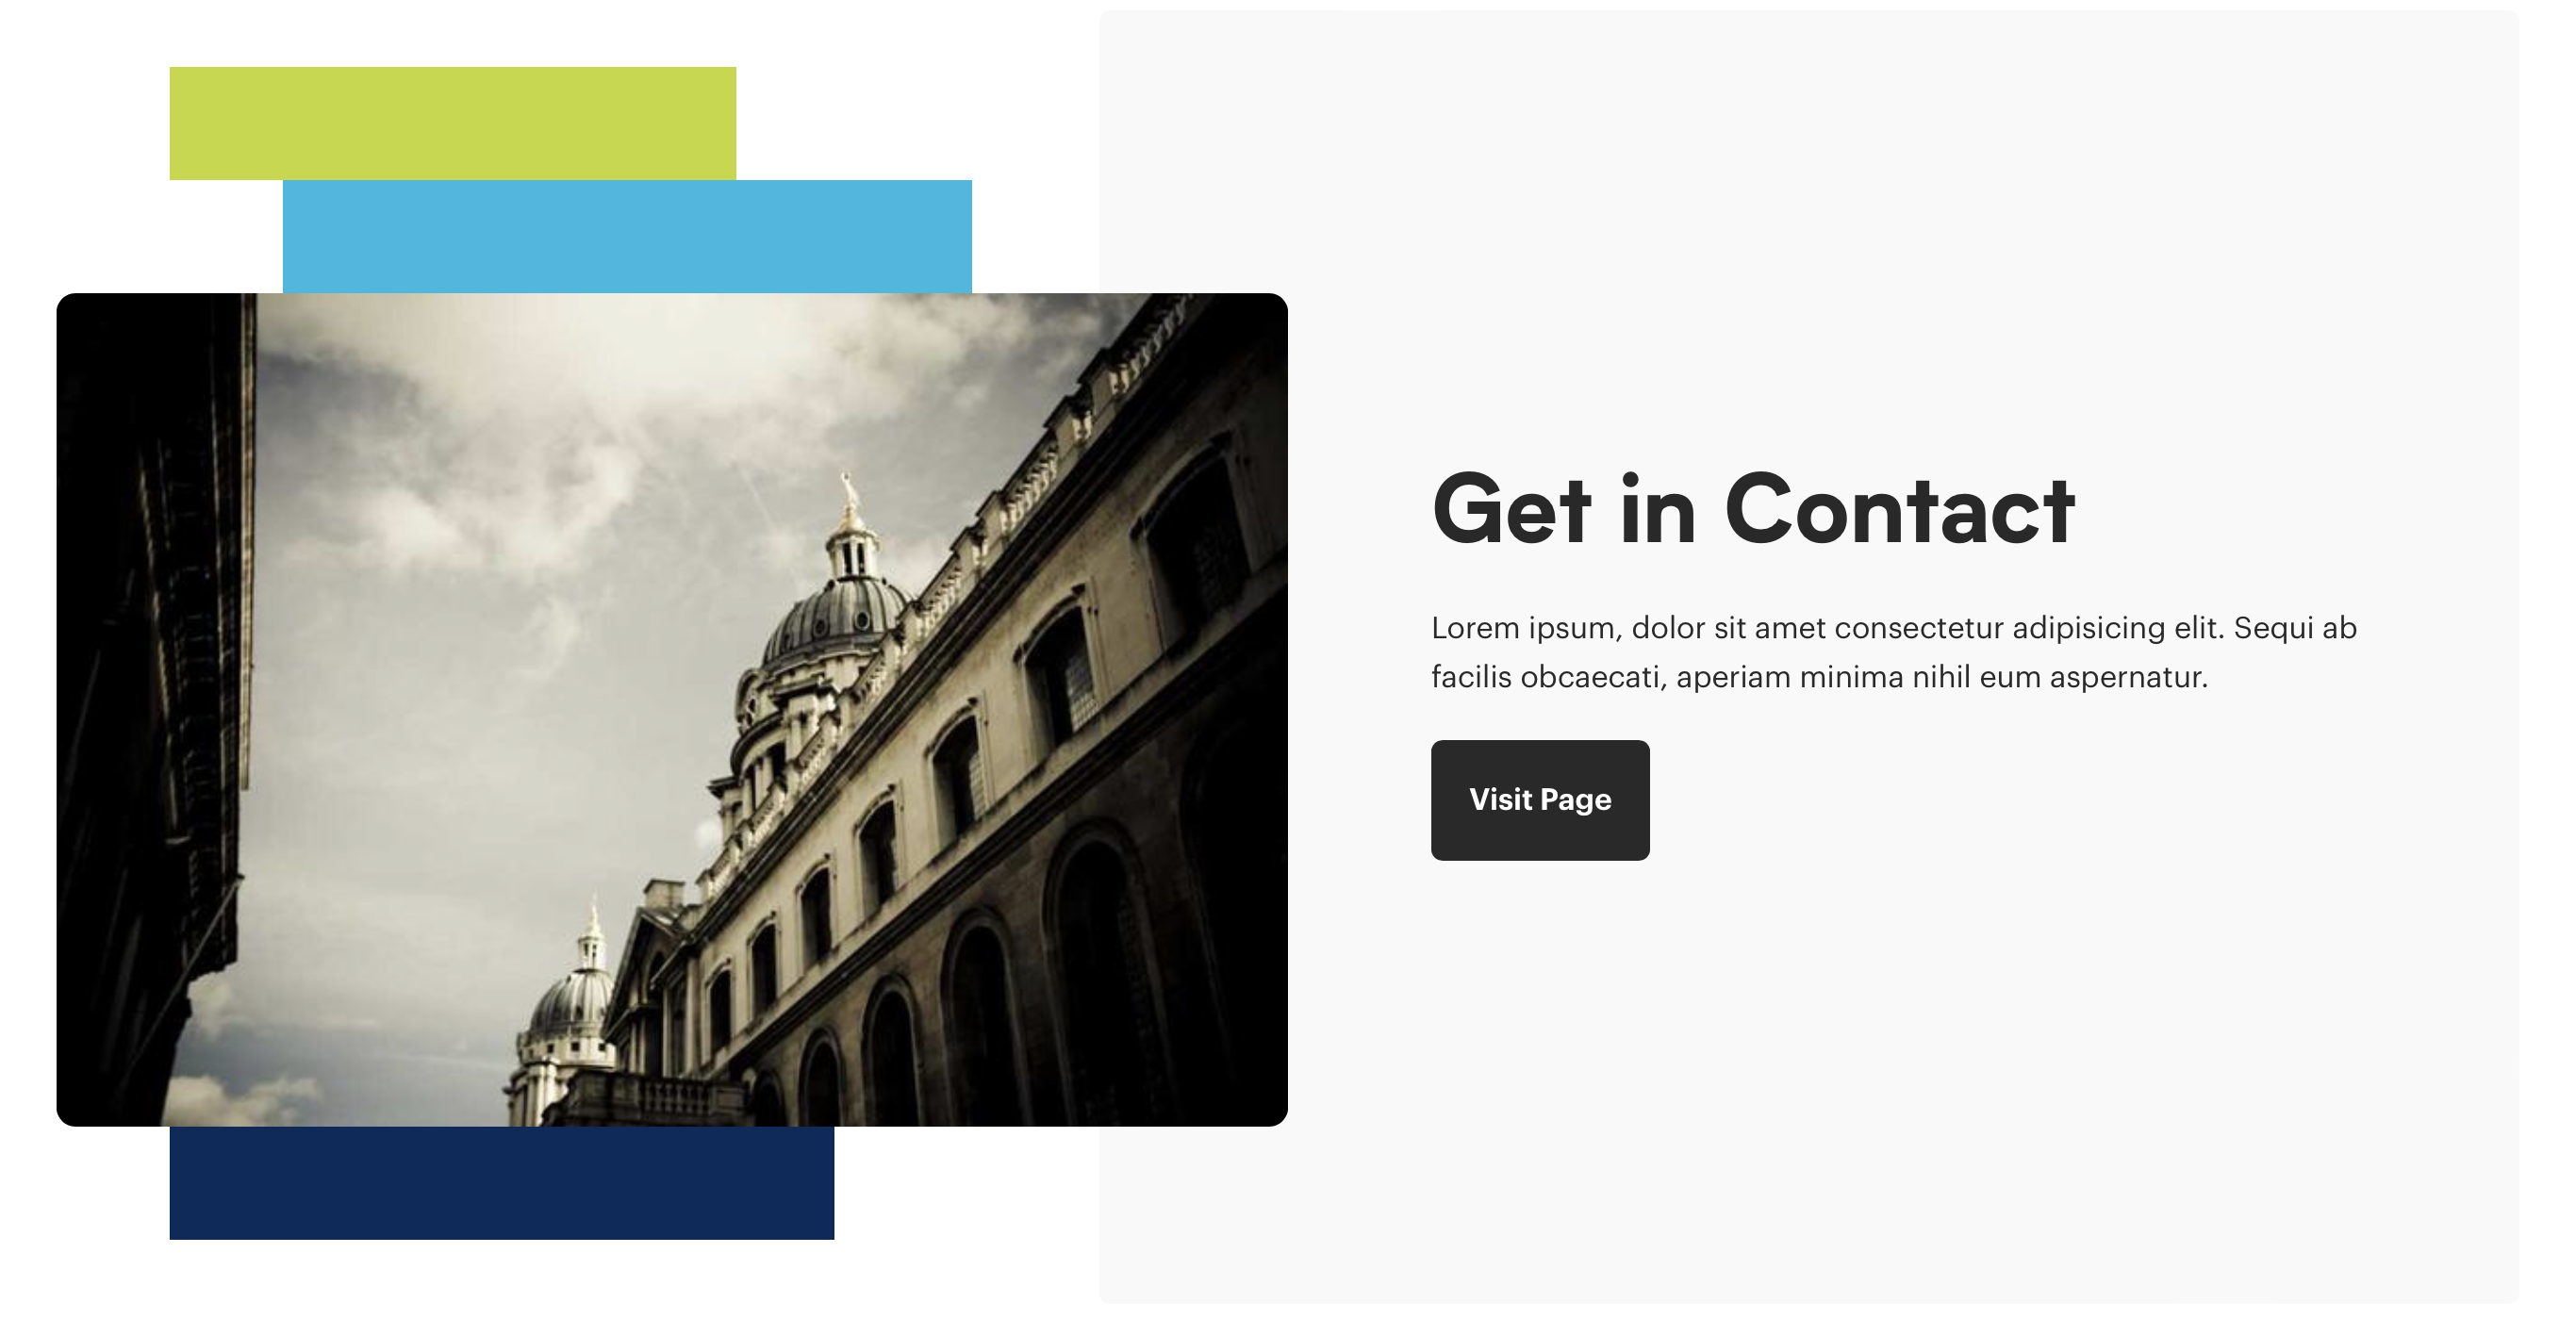 Get in Contact
Lorem ipsum, dolor sit amet consectetur adipisicing elit. Sequi ab
facilis obcaecati, aperiam minima nihil eum aspernatur.
Visit Page